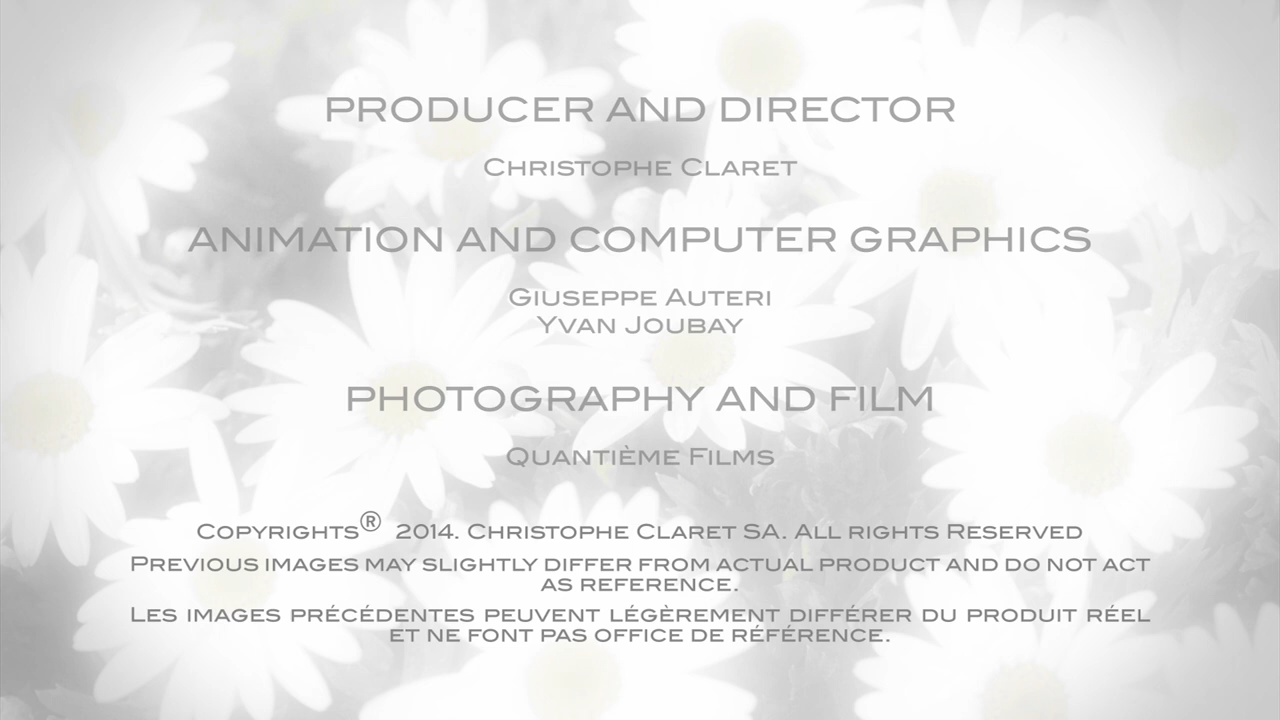 PRODUCER AND DIRECTOR
CHRISTOPHE CLARET
ANIMATION AND COMPUTER GRAPHICS
GIUSEPPE AUTERI
YVAN JOUBAY
PHOTOGRAPHY AND FILM
QUANTIÈME FILMS
COPYRIGHTS® 2014. CHRISTOPHE CLARET SA. ALL RIGHTS RESERVED
PREVIOUS IMAGES MAY SLIGHTLY DIFFER FROM ACTUAL PRODUCT AND DO NOT ACT
AS REFERENCE.
LES IMAGES PRÉCÉDENTES PEUVENT LÉGÈREMENT DIFFÉRER DU PRODUIT RÉEL
ET NE FONT PAS OFFICE DE RÉFÉRENCE.